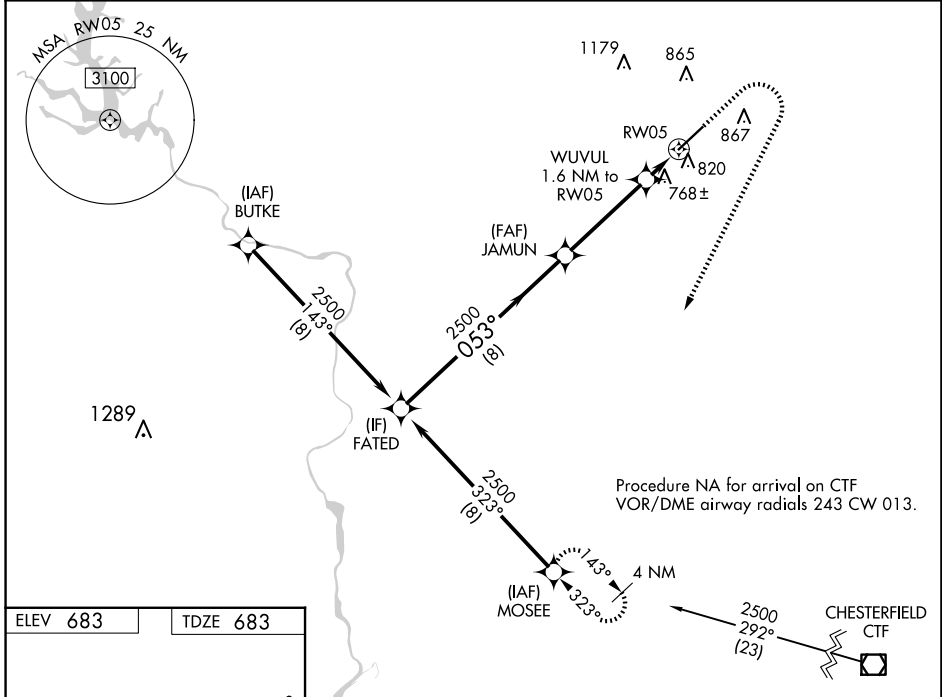 MSA RW05 25 NM
3100
1179
865
RW05
867
WUVUL
1.6 NM to
RW05
820
768±
(IAF)
BUTKE
(FAF)
JAMUN
2500
143°
(8)
2500
053°
(8)
1289
(IF)
FATED
2500
323°
(8)
Procedure NA for arrival on CTF
VOR/DME airway radials 243 CW 013.
143°
4 NM
323°
(IAF)
MOSEE
2500
292°
(23)
CHESTERFIELD
CTF
ELEV 683
TDZE 683